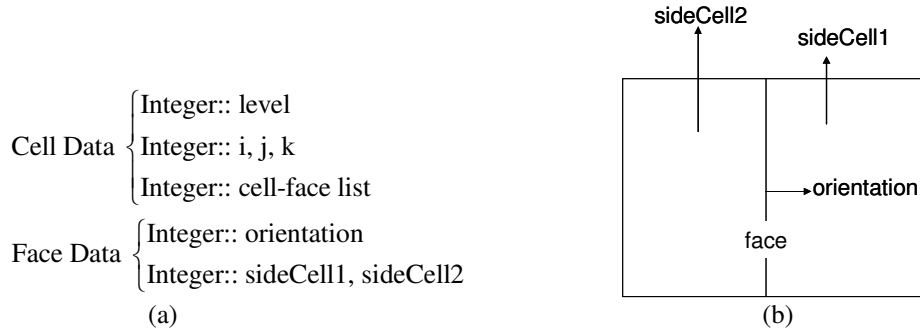 Cell Data
Integer:: level
Integer:: i, j, k
Integer:: cell-face list
Face Data
Integer:: orientation
Integer:: sideCell1, sideCell2
(a)
sideCell2
sideCell1
orientation
face
(b)